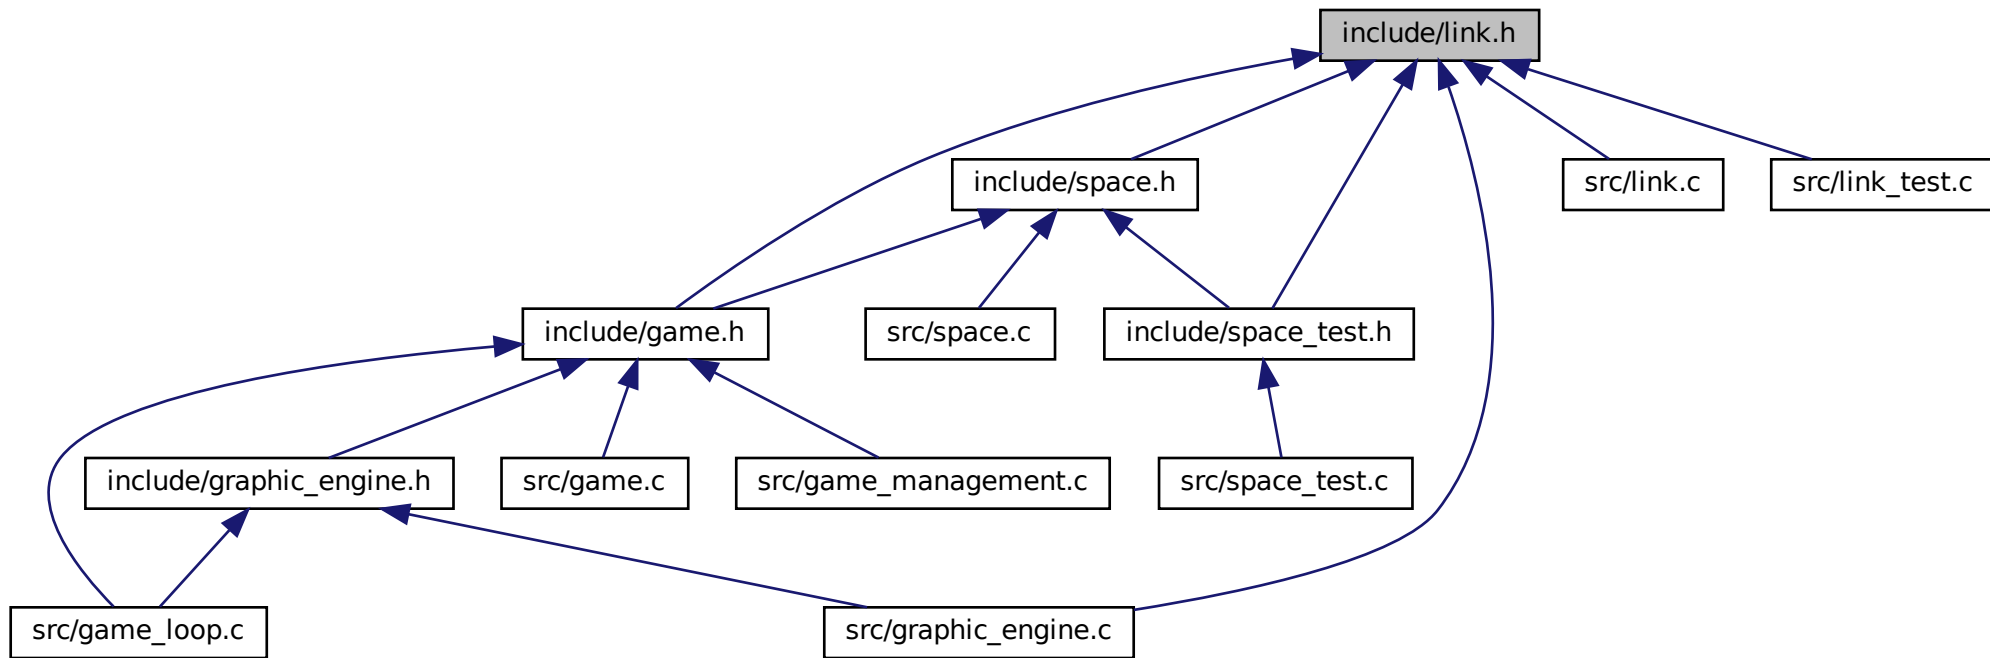 include/link.h
include/space.h
src/link.c
src/link_test.c
include/game.h
src/space.c
include/space_test.h
include/graphic_engine.h
src/game.c
src/game_management.c
src/space_test.c
src/game_loop.c
src/graphic_engine.c